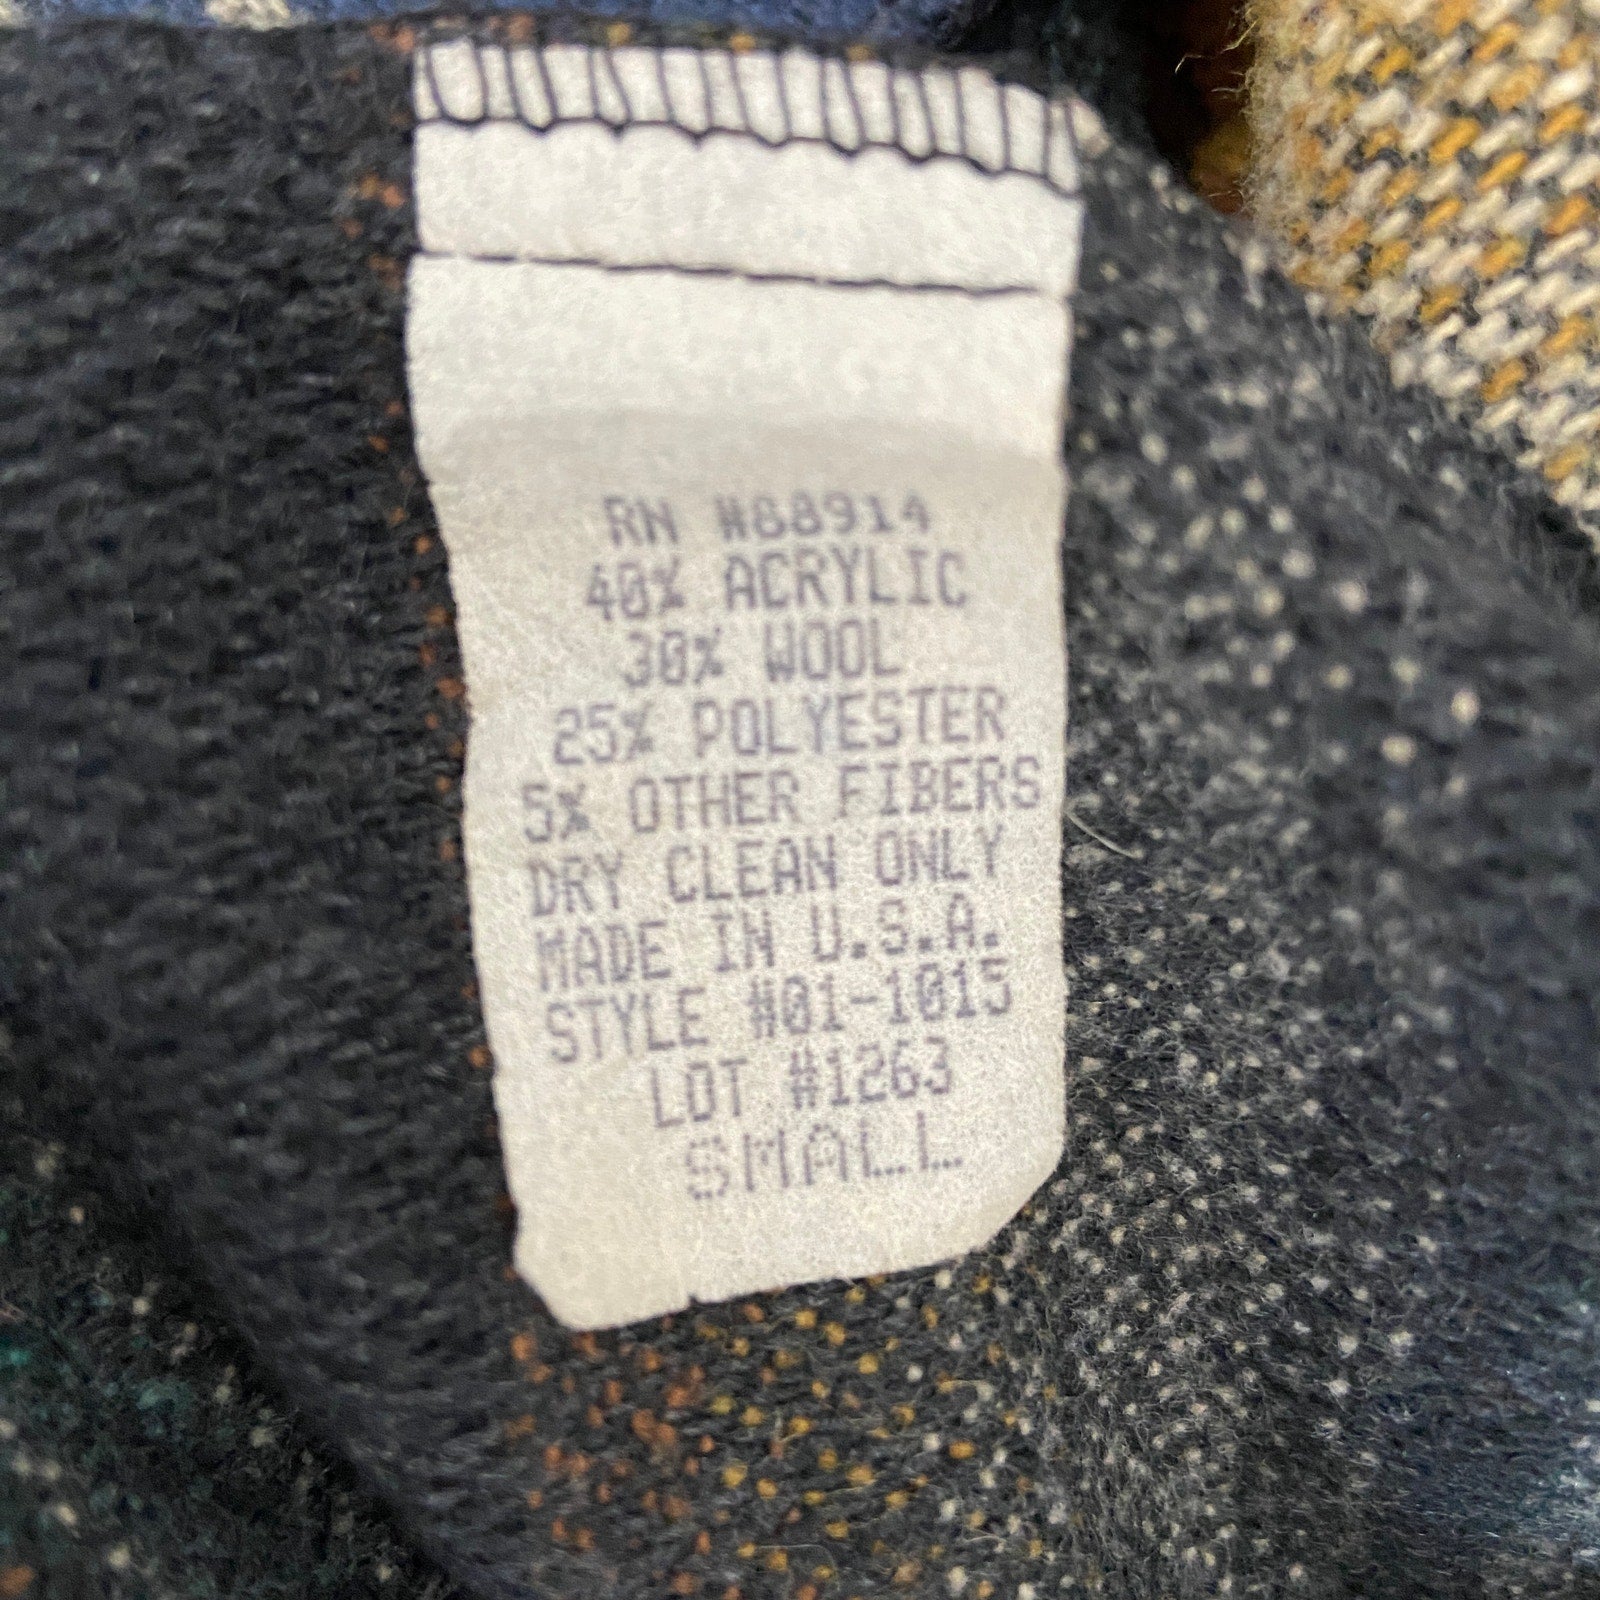 RN #88914
40% ACRYLIC
30% WOOL
25% POLYESTER
5% OTHER FIBERS
DRY CLEAN ONLY
MADE IN U.S.A.
STYLE #01-1015
LOT #1263
SMALL